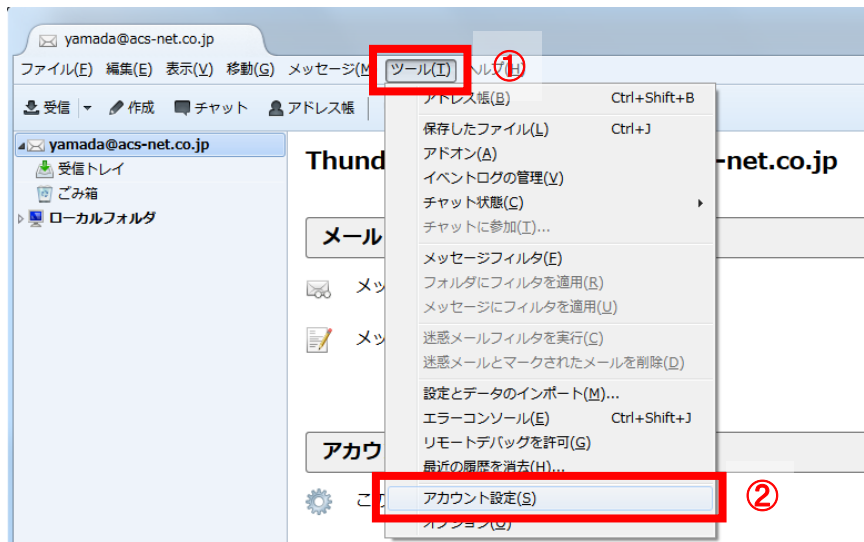 yamada@acs-net.co.jp
ファイル(F) 編集(E) 表示(V) 移動(G) メッセージ(M ツール(T) ① ヘルプ(H)
受信 作成 チャット アドレス帳
yamada@acs-net.co.jp
受信トレイ
ごみ箱
ローカルフォルダ
Thund -net.co.jp
メール
メッ
メッ
アカウ
この
アドレス帳(B) Ctrl+Shift+B
保存したファイル(L) Ctrl+J
アドオン(A)
イベントログの管理(V)
チャット状態(C)
チャットに参加(I)...
メッセージフィルタ(F)
フォルダにフィルタを適用(R)
メッセージにフィルタを適用(U)
迷惑メールフィルタを実行(C)
迷惑メールとマークされたメールを削除(D)
設定とデータのインポート(M)...
エラーコンソール(E) Ctrl+Shift+J
リモートデバッグを許可(G)
最近の履歴を消去(H)...
アカウント設定(S) ②
オプション(O)